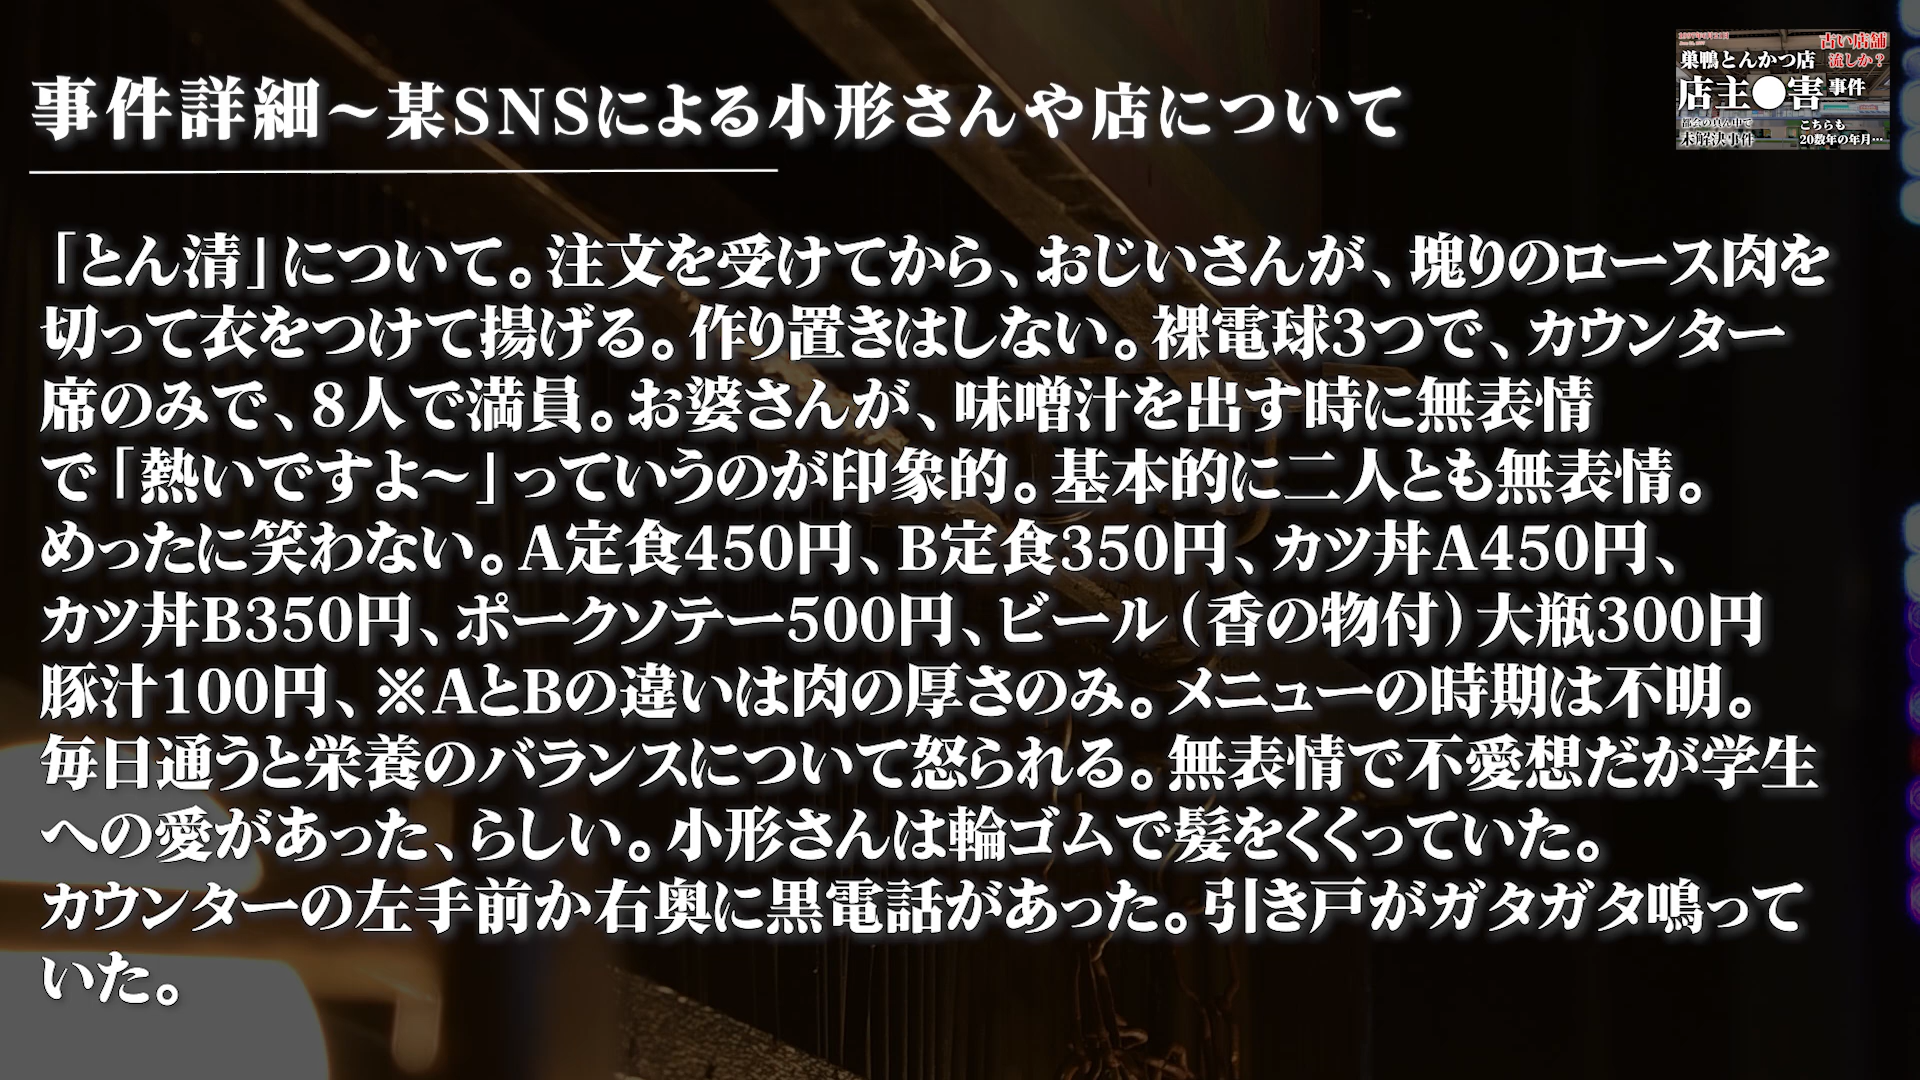 事件詳細～某SNSによる小形さんや店について
1997年6月21日
古い店舗
流しか？
巣鴨とんかつ店
店主●害事件
都会の真ん中で
未解決事件
こちらも
20数年の年月…
「とん清」について。注文を受けてから、おじいさんが、塊りのロース肉を
切って衣をつけて揚げる。作り置きはしない。裸電球3つで、カウンター
席のみで、8人で満員。お婆さんが、味噌汁を出す時に無表情
で「熱いですよ～」っていうのが印象的。基本的に二人とも無表情。
めったに笑わない。A定食450円、B定食350円、カツ丼A450円、
カツ丼B350円、ポークソテー500円、ビール（香の物付）大瓶300円
豚汁100円、※AとBの違いは肉の厚さのみ。メニューの時期は不明。
毎日通うと栄養のバランスについて怒られる。無表情で不愛想だが学生
への愛があった、らしい。小形さんは輪ゴムで髪をくくっていた。
カウンターの左手前か右奥に黒電話があった。引き戸がガタガタ鳴って
いた。